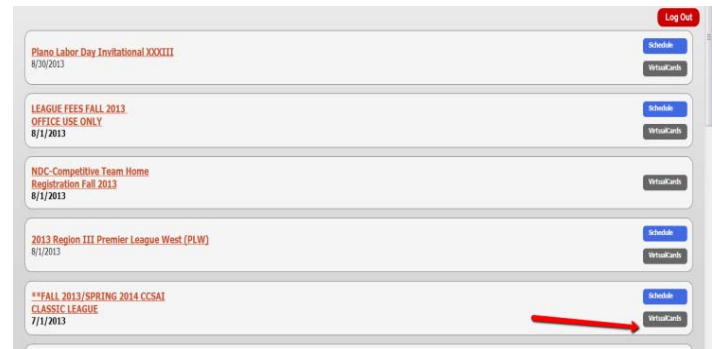 Log Out
Plano Labor Day Invitational XXXIII
8/30/2013
Schedule
VirtualCards
LEAGUE FEES FALL 2013
OFFICE USE ONLY
8/1/2013
Schedule
VirtualCards
NDC-Competitive Team Home
Registration Fall 2013
8/1/2013
VirtualCards
2013 Region III Premier League West (PLW)
8/1/2013
Schedule
VirtualCards
**FALL 2013/SPRING 2014 CCSAI
CLASSIC LEAGUE
7/1/2013
Schedule
VirtualCards